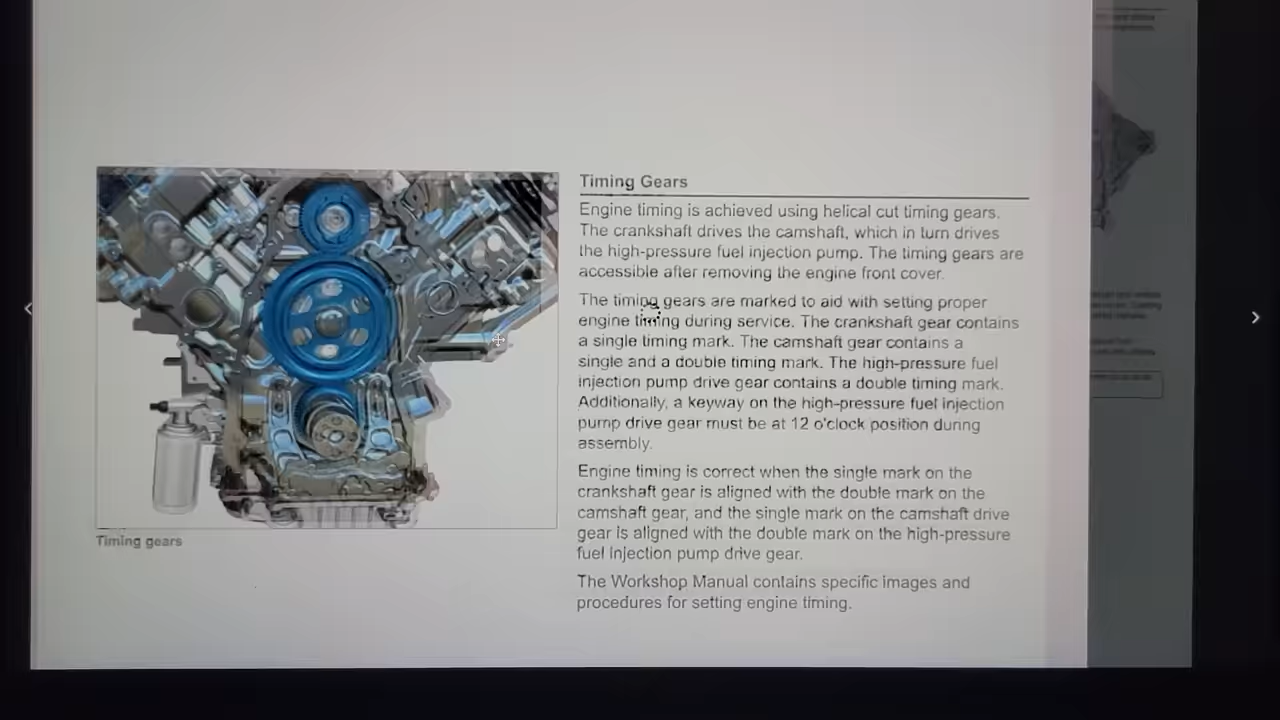 Timing Gears
Engine timing is achieved using helical cut timing gears.
The crankshaft drives the camshaft, which in turn drives
the high-pressure fuel injection pump. The timing gears are
accessible after removing the engine front cover.
The timing gears are marked to aid with setting proper
engine timing during service. The crankshaft gear contains
a single timing mark. The camshaft gear contains a
single and a double timing mark. The high-pressure fuel
injection pump drive gear contains a double timing mark.
Additionally, a keyway on the high-pressure fuel injection
pump drive gear must be at 12 o'clock position during
assembly.
Engine timing is correct when the single mark on the
crankshaft gear is aligned with the double mark on the
camshaft gear, and the single mark on the camshaft drive
gear is aligned with the double mark on the high-pressure
fuel injection pump drive gear.
The Workshop Manual contains specific images and
procedures for setting engine timing.
Timing gears